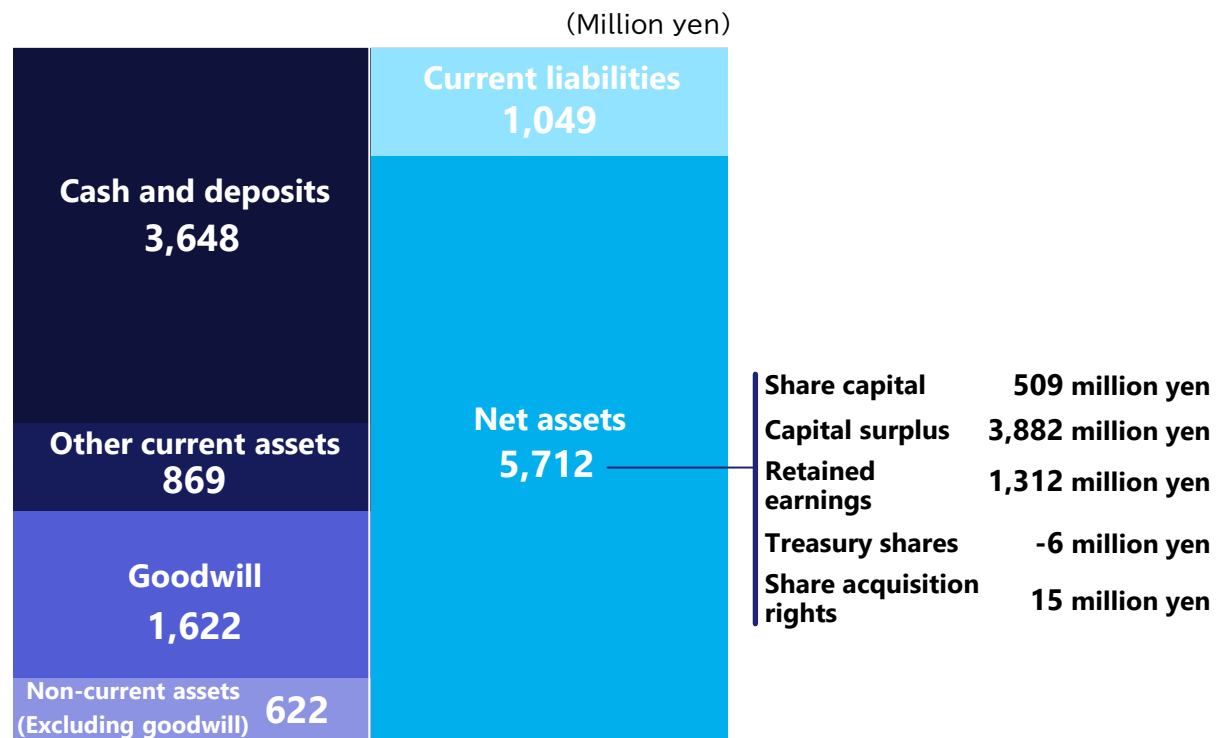 (Million yen)
Cash and deposits
3,648
Other current assets
869
Goodwill
1,622
Non-current assets
(Excluding goodwill) 622
Current liabilities
1,049
Net assets
5,712
Share capital 509 million yen
Capital surplus 3,882 million yen
Retained
earnings 1,312 million yen
Treasury shares -6 million yen
Share acquisition
rights 15 million yen